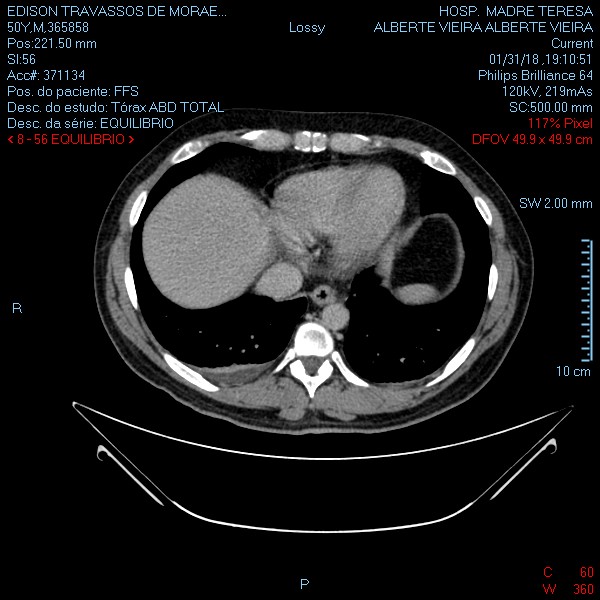 EDISON TRAVASSOS DE MORAE...
50Y,M,365858
Pos:221.50 mm
SI:56
Acc#: 371134
Pos. do paciente: FFS
Desc. do estudo: Tórax ABD TOTAL
Desc. da série: EQUILIBRIO
< 8 - 56 EQUILIBRIO >
Lossy
HOSP. MADRE TERESA
ALBERTE VIEIRA ALBERTE VIEIRA
Current
01/31/18 ,19:10:51
Philips Brilliance 64
120kV, 219mAs
SC:500.00 mm
117% Pixel
DFOV 49.9 x 49.9 cm
SW 2.00 mm
R
10 cm
P
C 60
W 360